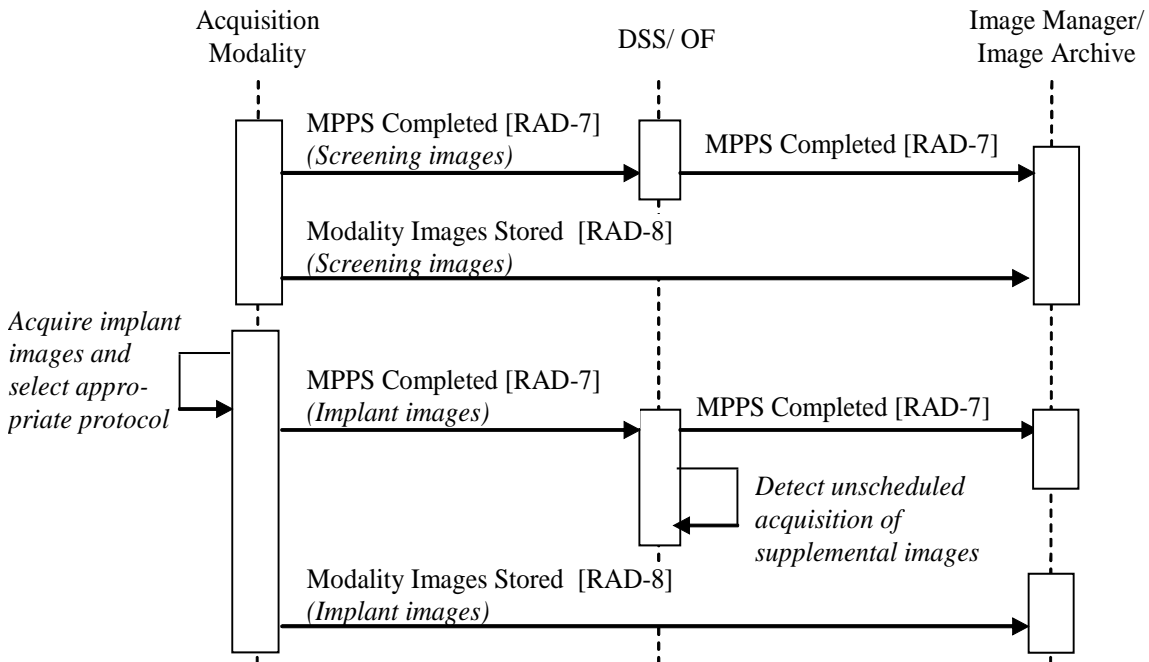 Acquisition
Modality
DSS/ OF
Image Manager/
Image Archive
MPPS Completed [RAD-7]
(Screening images)
MPPS Completed [RAD-7]
Modality Images Stored [RAD-8]
(Screening images)
Acquire implant
images and
select appro-
priate protocol
MPPS Completed [RAD-7]
(Implant images)
MPPS Completed [RAD-7]
Detect unscheduled
acquisition of
supplemental images
Modality Images Stored [RAD-8]
(Implant images)